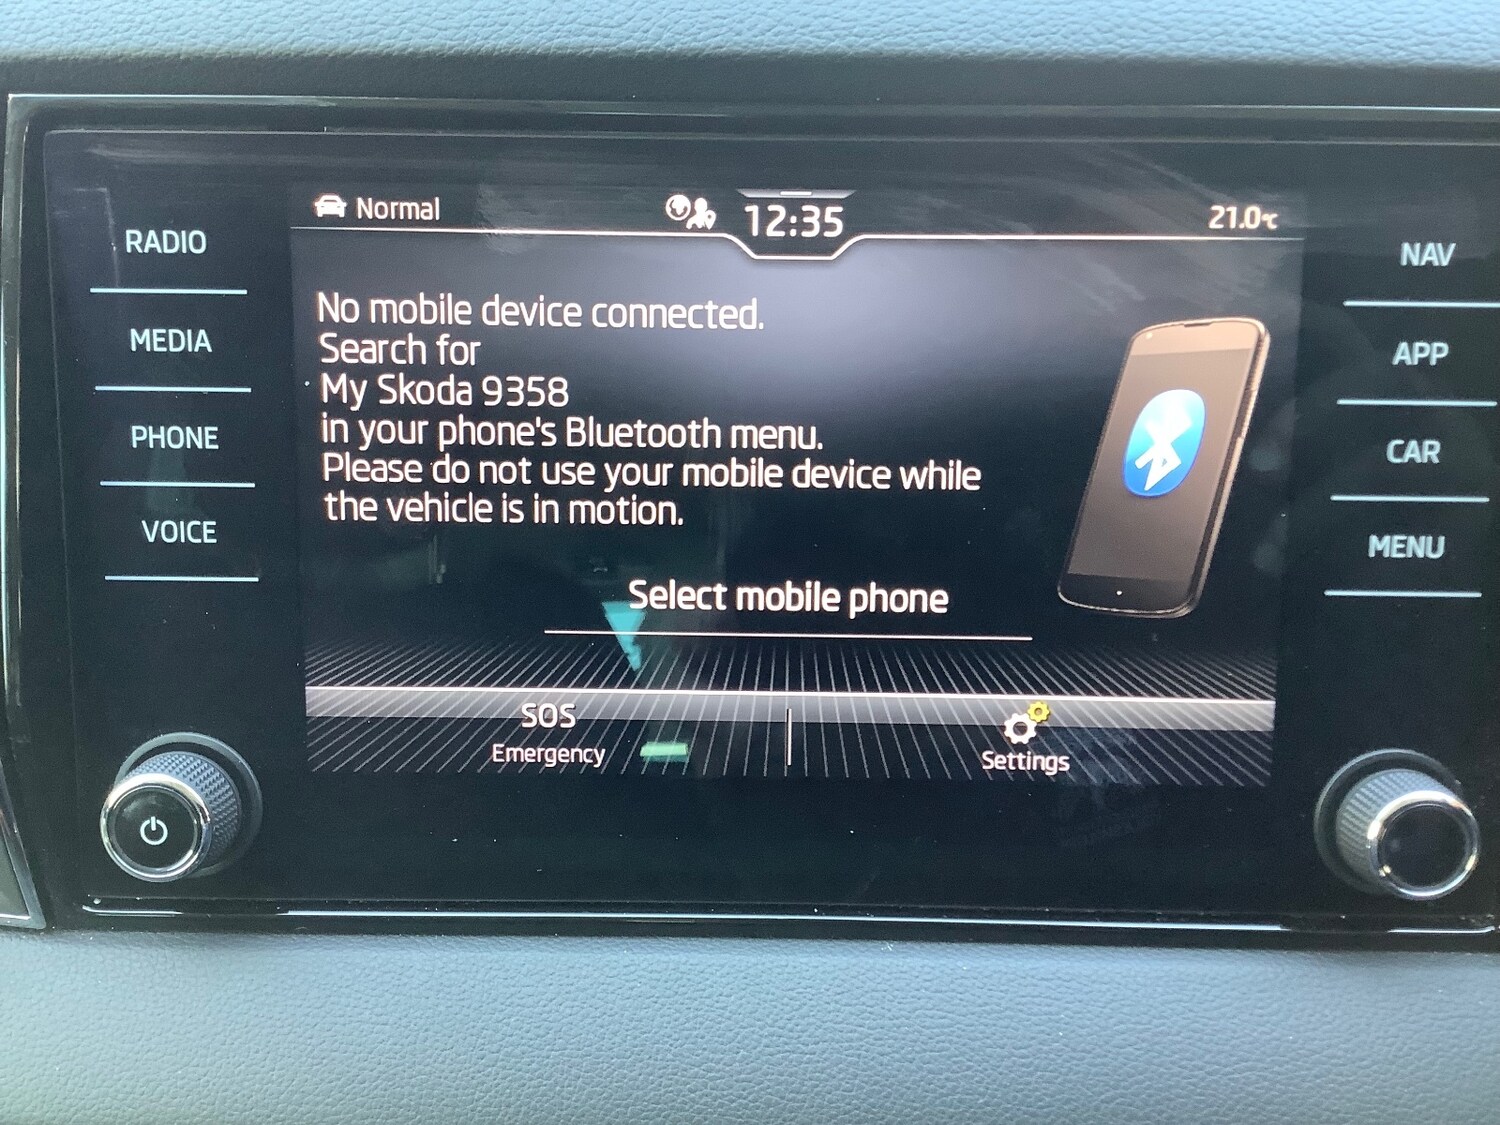 Normal
12:35
21.0°C
RADIO
MEDIA
PHONE
VOICE
No mobile device connected.
Search for
My Skoda 9358
in your phone's Bluetooth menu.
Please do not use your mobile device while
the vehicle is in motion.
Select mobile phone
SOS
Emergency
Settings
NAV
APP
CAR
MENU